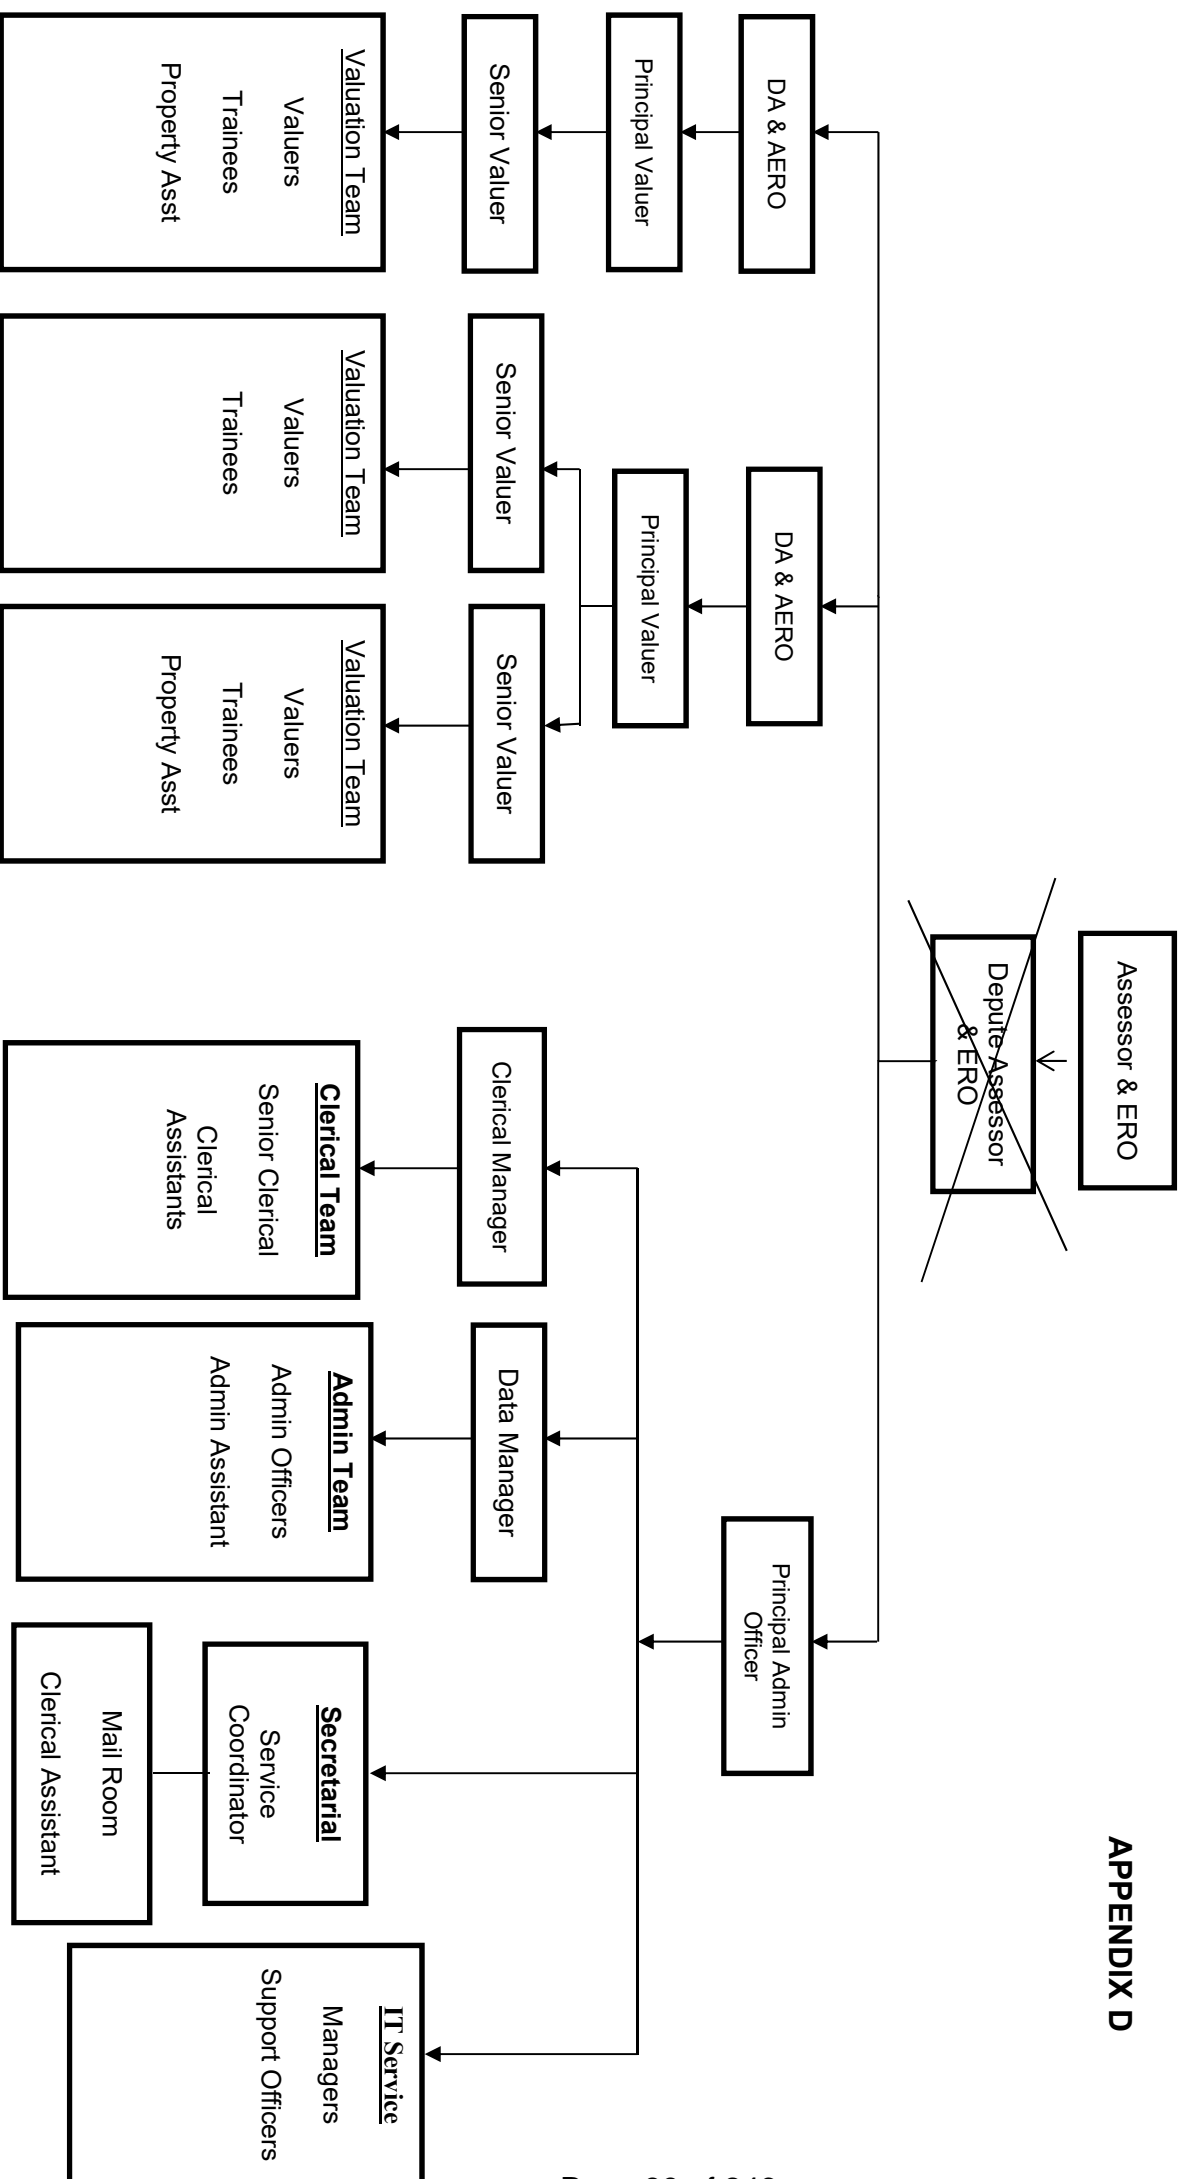 APPENDIX D
Assessor & ERO
Depute Assessor
& ERO
DA & AERO
DA & AERO
Principal Admin
Officer
Principal Valuer
Principal Valuer
Senior Valuer
Senior Valuer
Senior Valuer
Clerical Manager
Data Manager
Valuation Team
Valuers
Trainees
Property Asst
Valuation Team
Valuers
Trainees
Valuation Team
Valuers
Trainees
Property Asst
Clerical Team
Senior Clerical
Clerical
Assistants
Admin Team
Admin Officers
Admin Assistant
Secretarial
Service
Coordinator
Mail Room
Clerical Assistant
IT Service
Managers
Support Officers